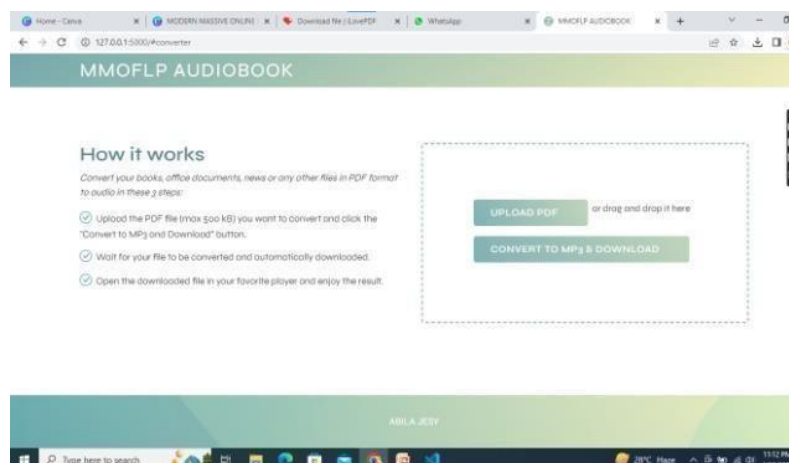 Home - Canva
MODERN MASSIVE ONLINE
Download file | iLovePDF
WhatsApp
MMOFLP AUDIOBOOK
127.0.0.1:5000/#converter
MMOFLP AUDIOBOOK
How it works
Convert your books, office documents, news or any other files in PDF format
to audio in these 3 steps:
Upload the PDF file (max 500 kB) you want to convert and click the
"Convert to MP3 and Download" button.
Wait for your file to be converted and automatically downloaded.
Open the downloaded file in your favorite player and enjoy the result.
UPLOAD PDF
or drag and drop it here
CONVERT TO MP3 & DOWNLOAD
ABILA JESY
Type here to search
28°C Haze
11:12 PM